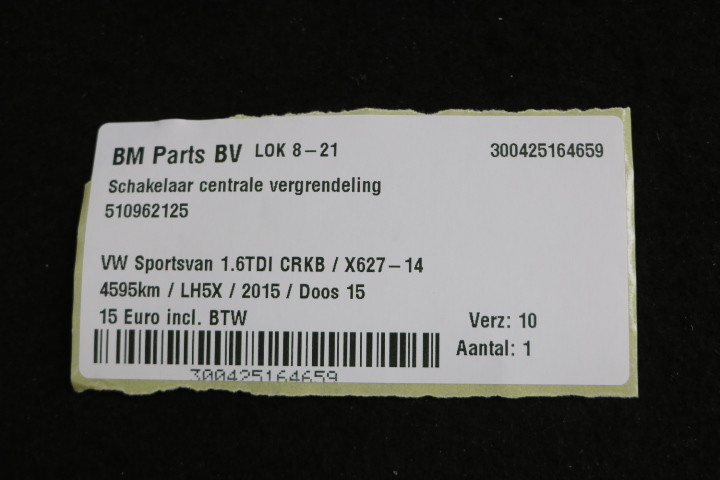 BM Parts BV LOK 8-21 300425164659
Schakelaar centrale vergrendeling
510962125
VW Sportsvan 1.6TDI CRKB / X627-14
4595km / LH5X / 2015 / Doos 15
15 Euro incl. BTW Verz: 10
Aantal: 1
300425164659